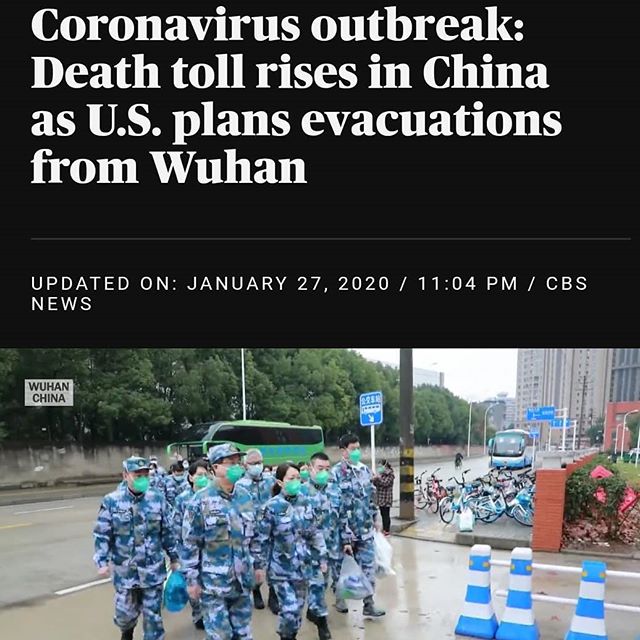 Coronavirus outbreak:
Death toll rises in China
as U.S. plans evacuations
from Wuhan
UPDATED ON: JANUARY 27, 2020 / 11:04 PM / CBS
NEWS
WUHAN
CHINA